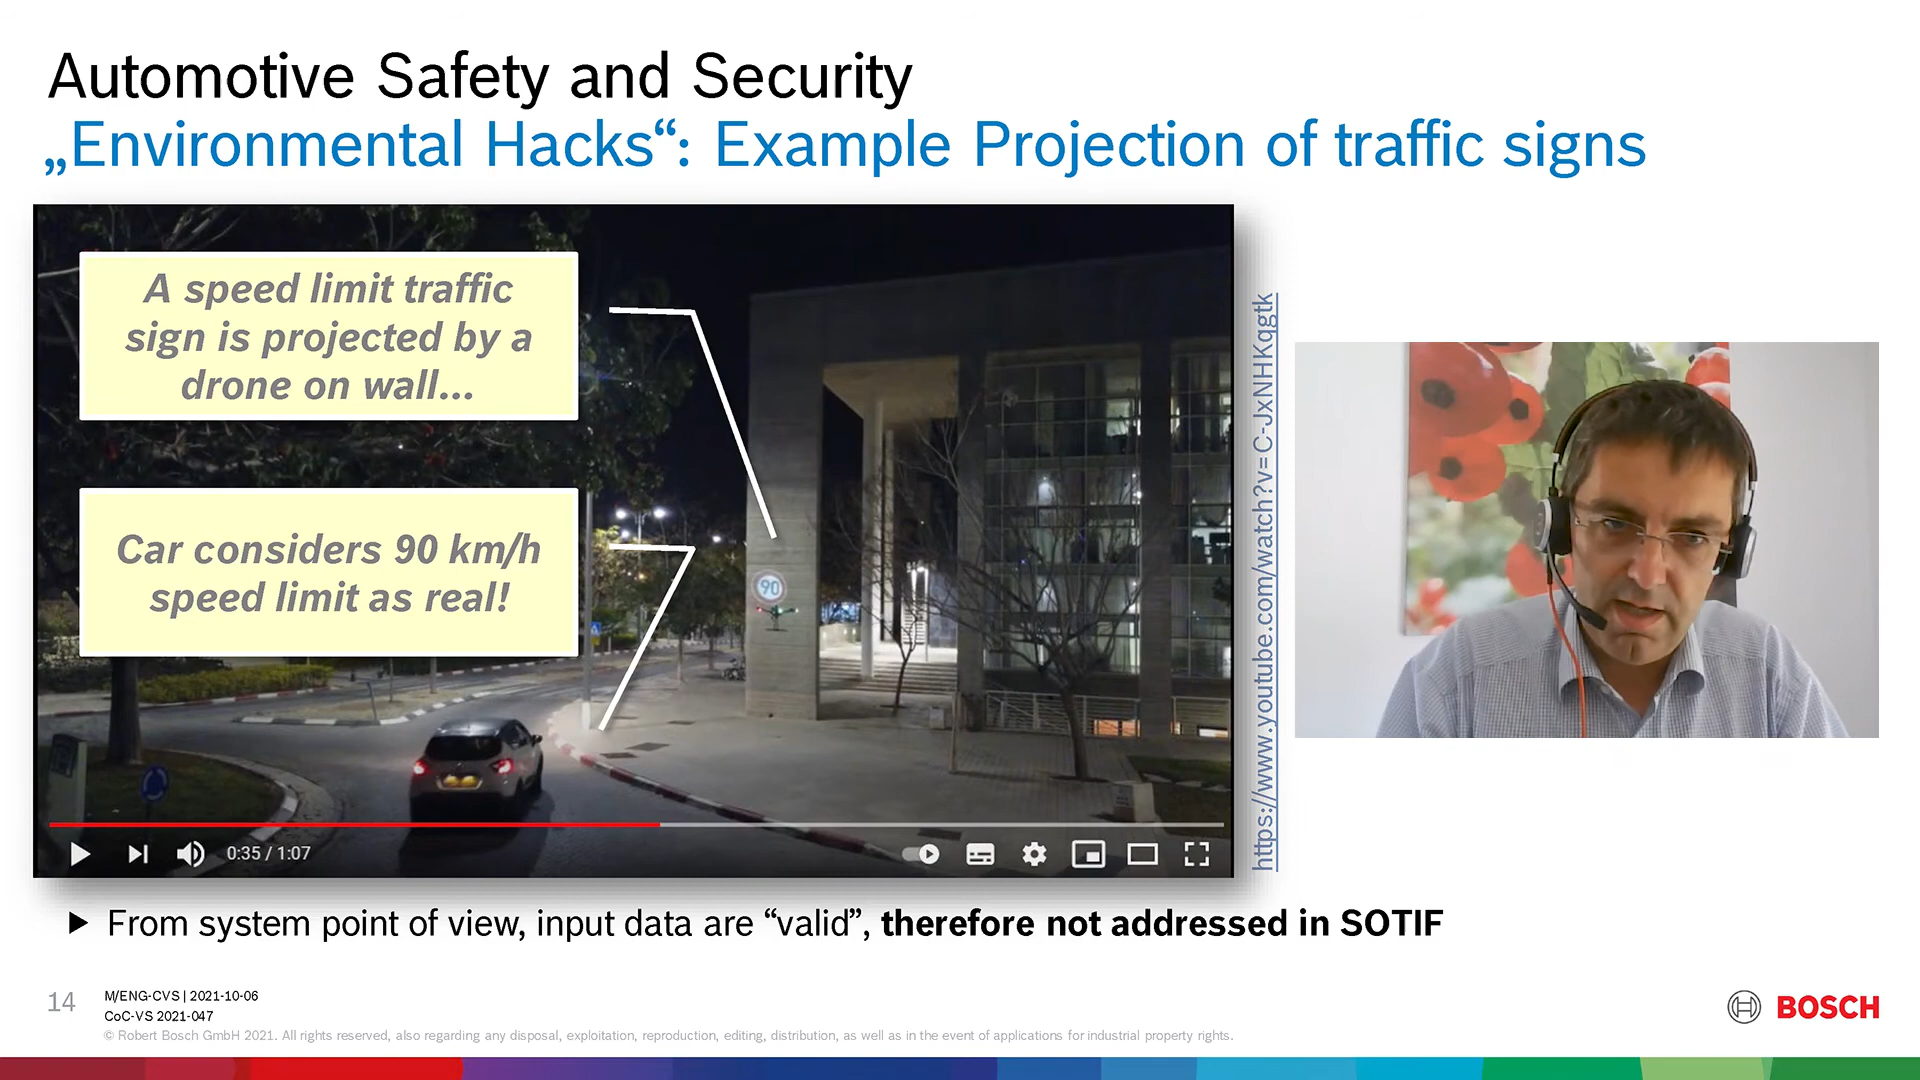 Automotive Safety and Security
„Environmental Hacks“: Example Projection of traffic signs
A speed limit traffic
sign is projected by a
drone on wall...
Car considers 90 km/h
speed limit as real!
90
0:35 / 1:07
https://www.youtube.com/watch?v=C-JxNHKqgtk
From system point of view, input data are “valid”, therefore not addressed in SOTIF
14
M/ENG-CVS | 2021-10-06
CoC-VS 2021-047
© Robert Bosch GmbH 2021. All rights reserved, also regarding any disposal, exploitation, reproduction, editing, distribution, as well as in the event of applications for industrial property rights.
BOSCH